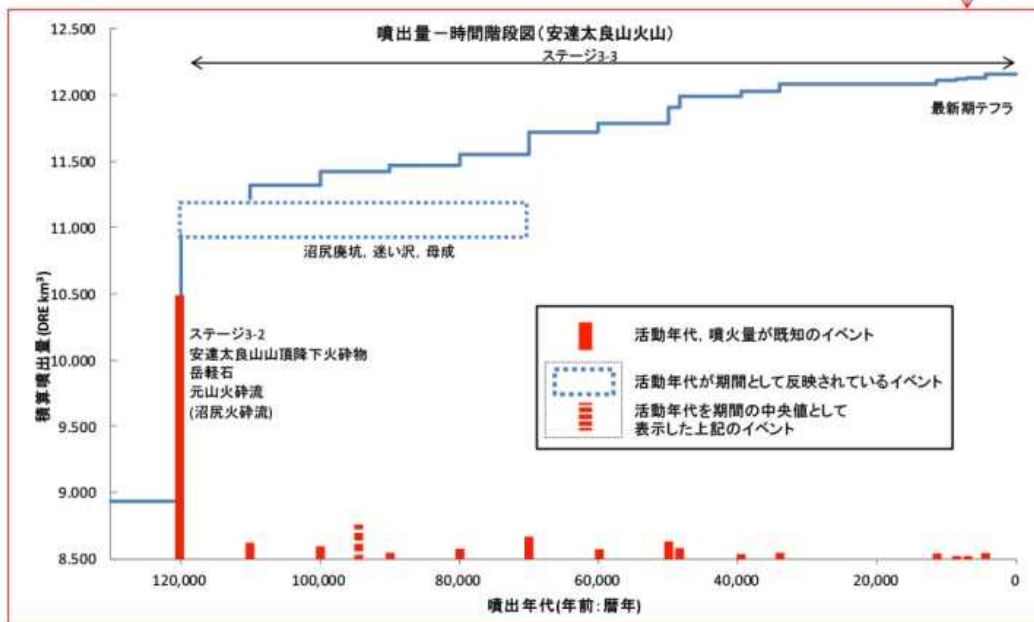 噴出量－時間階段図（安達太良山火山）
ステージ3-3
12.500
12.000
11.500
11.000
10.500
10.000
9.500
9.000
8.500
積算噴出量(DRE km³)
最新期テフラ
沼尻廃坑，迷い沢，母成
ステージ3-2
安達太良山山頂降下火砕物
岳軽石
元山火砕流
(沼尻火砕流)
活動年代，噴火量が既知のイベント
活動年代が期間として反映されているイベント
活動年代を期間の中央値として
表示した上記のイベント
120,000
100,000
80,000
60,000
40,000
20,000
0
噴出年代(年前：暦年)